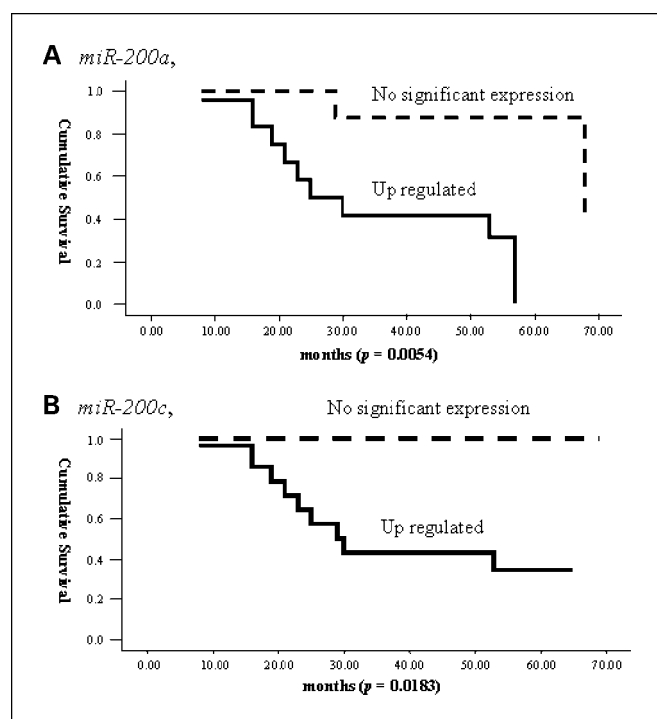 A miR-200a,
No significant expression
Up regulated
Cumulative Survival
1.0
0.8
0.6
0.4
0.2
0.0
0.00 10.00 20.00 30.00 40.00 50.00 60.00 70.00
months (p = 0.0054)
B miR-200c,
No significant expression
Up regulated
Cumulative Survival
1.0
0.8
0.6
0.4
0.2
0.0
0.00 10.00 20.00 30.00 40.00 50.00 60.00 70.00
months (p = 0.0183)